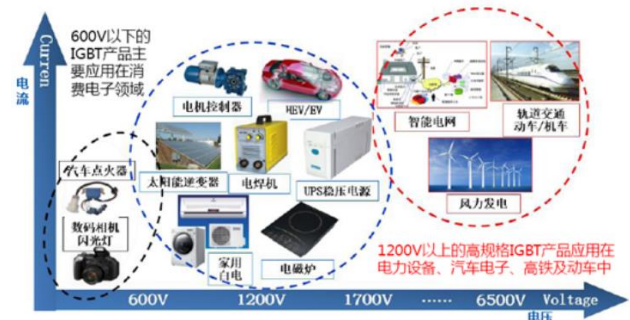 Curren
电流
600V以下的
IGBT产品主
要应用在消
费电子领域
电机控制器
HEV/EV
智能电网
轨道交通
动车/机车
汽车点火器
太阳能逆变器
电焊机
UPS稳压电源
风力发电
数码相机
闪光灯
家用
白电
电磁炉
1200V以上的高规格IGBT产品应用在
电力设备、汽车电子、高铁及动车中
600V
1200V
1700V
······
6500V
Voltage
电压